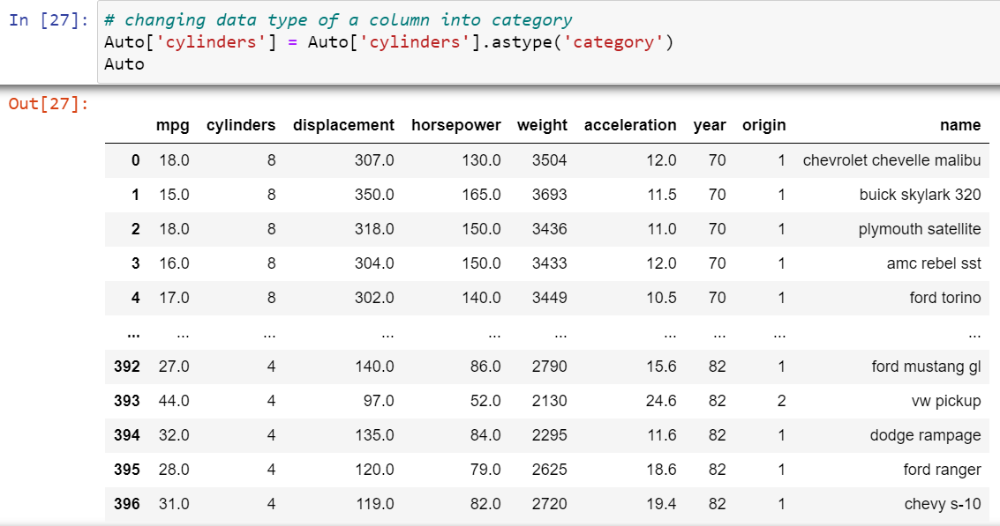 In [27]: # changing data type of a column into category
Auto['cylinders'] = Auto['cylinders'].astype('category')
Auto
Out[27]:
mpg cylinders displacement horsepower weight acceleration year origin name
0 18.0 8 307.0 130.0 3504 12.0 70 1 chevrolet chevelle malibu
1 15.0 8 350.0 165.0 3693 11.5 70 1 buick skylark 320
2 18.0 8 318.0 150.0 3436 11.0 70 1 plymouth satellite
3 16.0 8 304.0 150.0 3433 12.0 70 1 amc rebel sst
4 17.0 8 302.0 140.0 3449 10.5 70 1 ford torino
... ... ... ... ... ... ... ... ... ...
392 27.0 4 140.0 86.0 2790 15.6 82 1 ford mustang gl
393 44.0 4 97.0 52.0 2130 24.6 82 2 vw pickup
394 32.0 4 135.0 84.0 2295 11.6 82 1 dodge rampage
395 28.0 4 120.0 79.0 2625 18.6 82 1 ford ranger
396 31.0 4 119.0 82.0 2720 19.4 82 1 chevy s-10